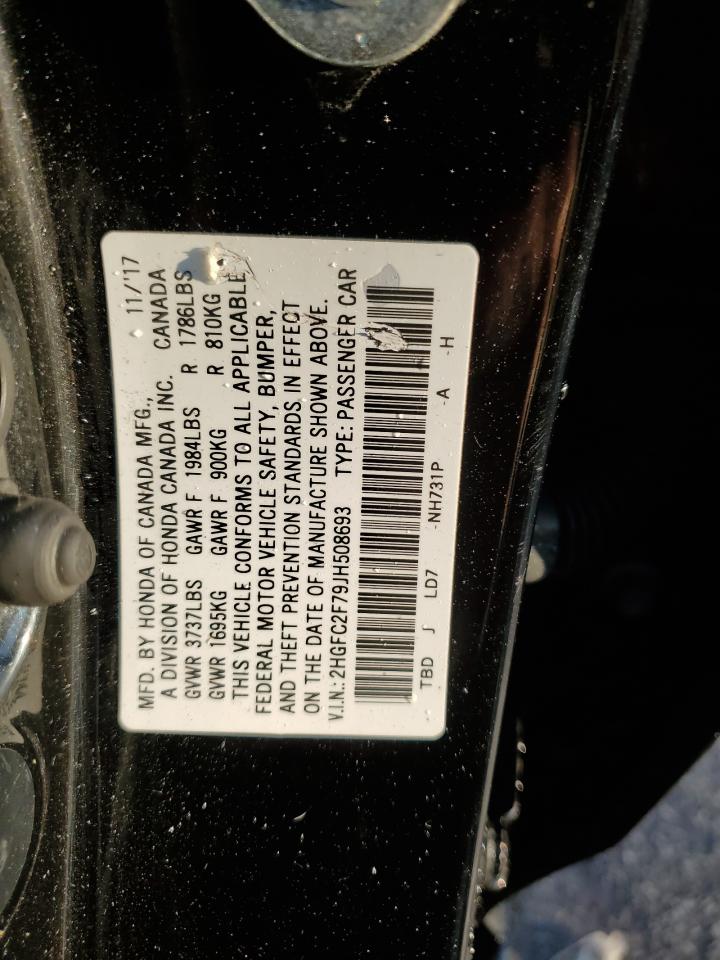 MFD. BY HONDA OF CANADA MFG., 11/'17
A DIVISION OF HONDA CANADA INC. CANADA
GVWR 3737LBS GAWR F 1984LBS R 1786LBS
GVWR 1695KG GAWR F 900KG R 810KG
THIS VEHICLE CONFORMS TO ALL APPLICABLE
FEDERAL MOTOR VEHICLE SAFETY, BUMPER,
AND THEFT PREVENTION STANDARDS IN EFFECT
ON THE DATE OF MANUFACTURE SHOWN ABOVE.
V.I.N.: 2HGFC2F79JH508693 TYPE: PASSENGER CAR
TBD J LD7 -NH731P -A -H